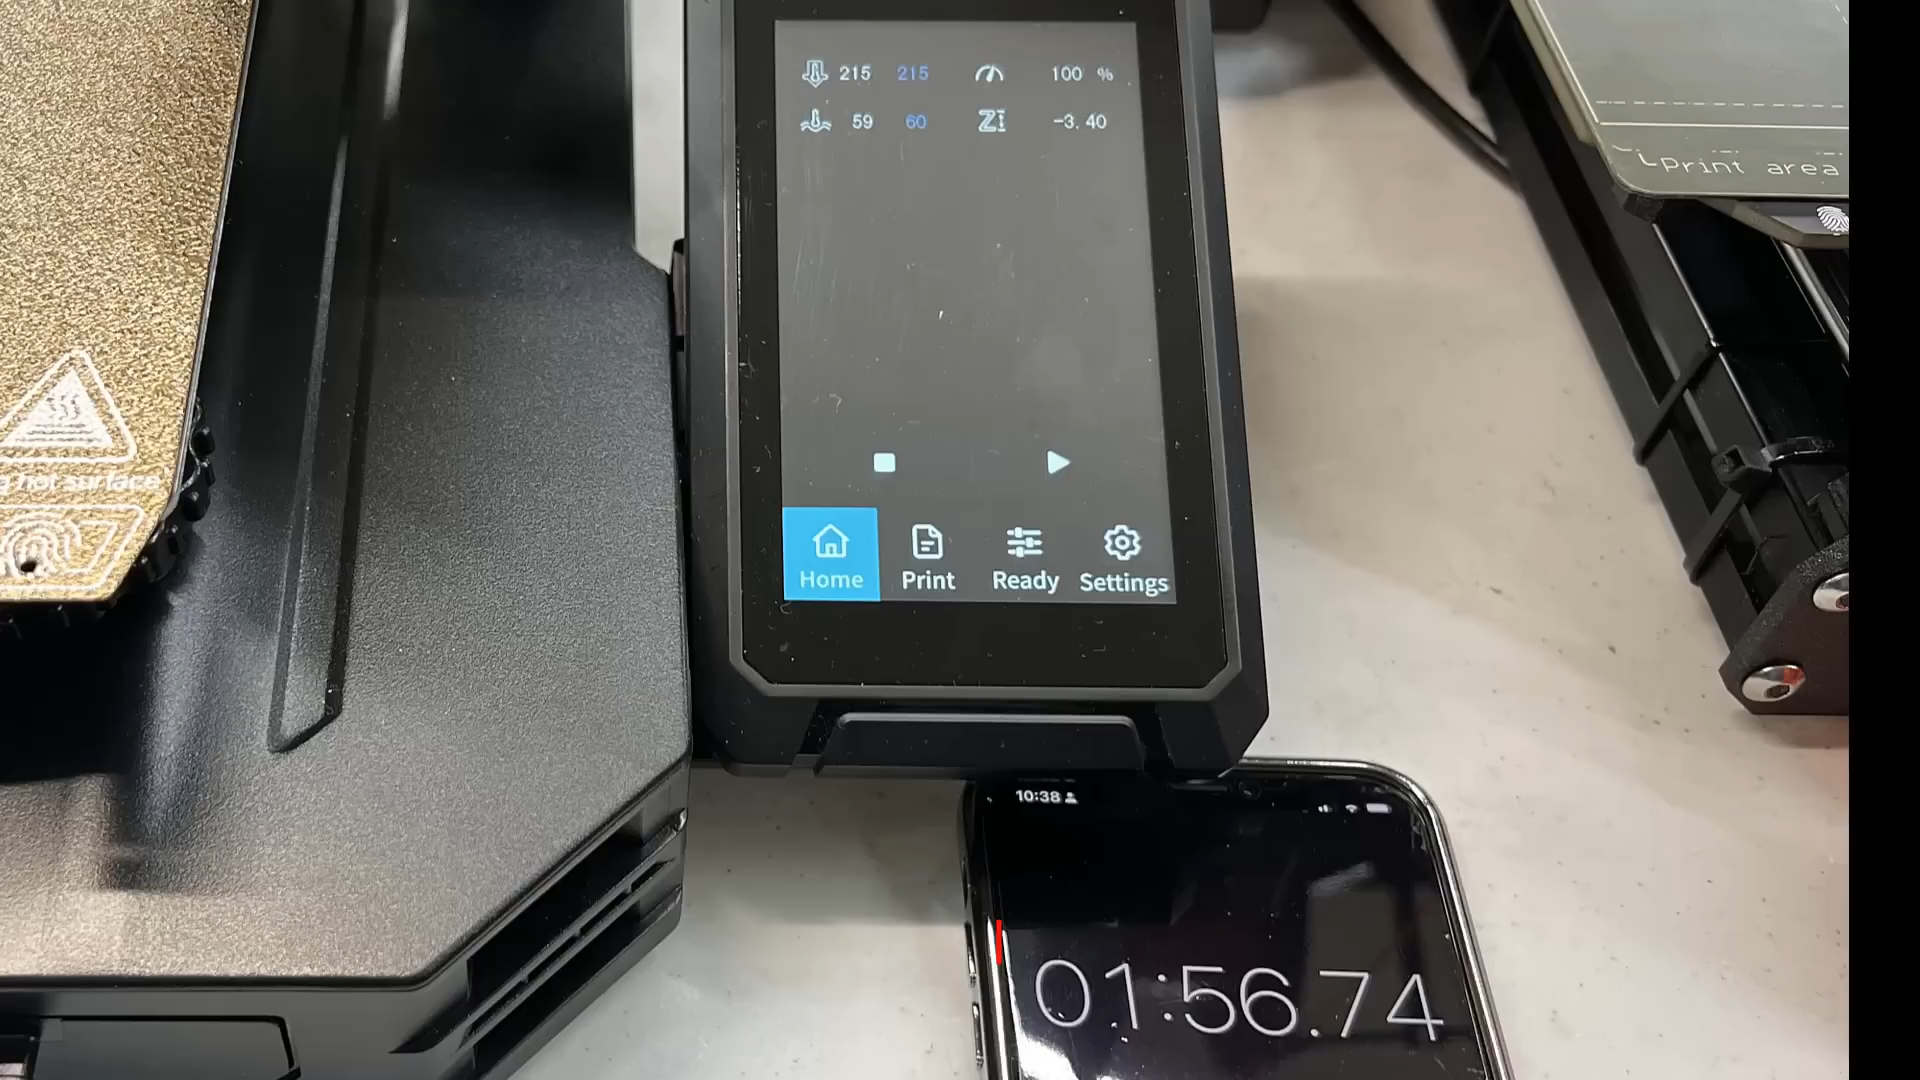 215 215 100 %
59 60 Z -3.40
Print area
g hot surface
Home Print Ready Settings
10:38
01:56.74